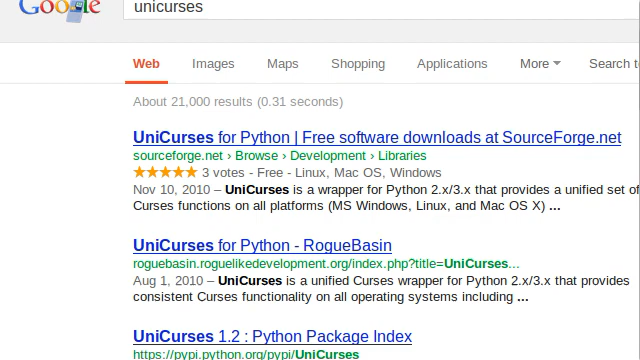 Google
unicurses
Web Images Maps Shopping Applications More Search t
About 21,000 results (0.31 seconds)
UniCurses for Python | Free software downloads at SourceForge.net
sourceforge.net › Browse › Development › Libraries
3 votes - Free - Linux, Mac OS, Windows
Nov 10, 2010 – UniCurses is a wrapper for Python 2.x/3.x that provides a unified set of
Curses functions on all platforms (MS Windows, Linux, and Mac OS X) ...
UniCurses for Python - RogueBasin
roguebasin.roguelikedevelopment.org/index.php?title=UniCurses...
Aug 1, 2010 – UniCurses is a unified Curses wrapper for Python 2.x/3.x that provides
consistent Curses functionality on all operating systems including ...
UniCurses 1.2 : Python Package Index
https://pypi.python.org/pypi/UniCurses